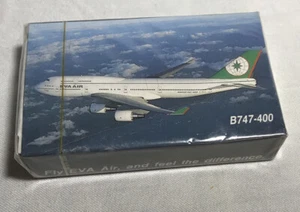 EVA AIR
B747-400
Fly EVA Air, and feel the difference